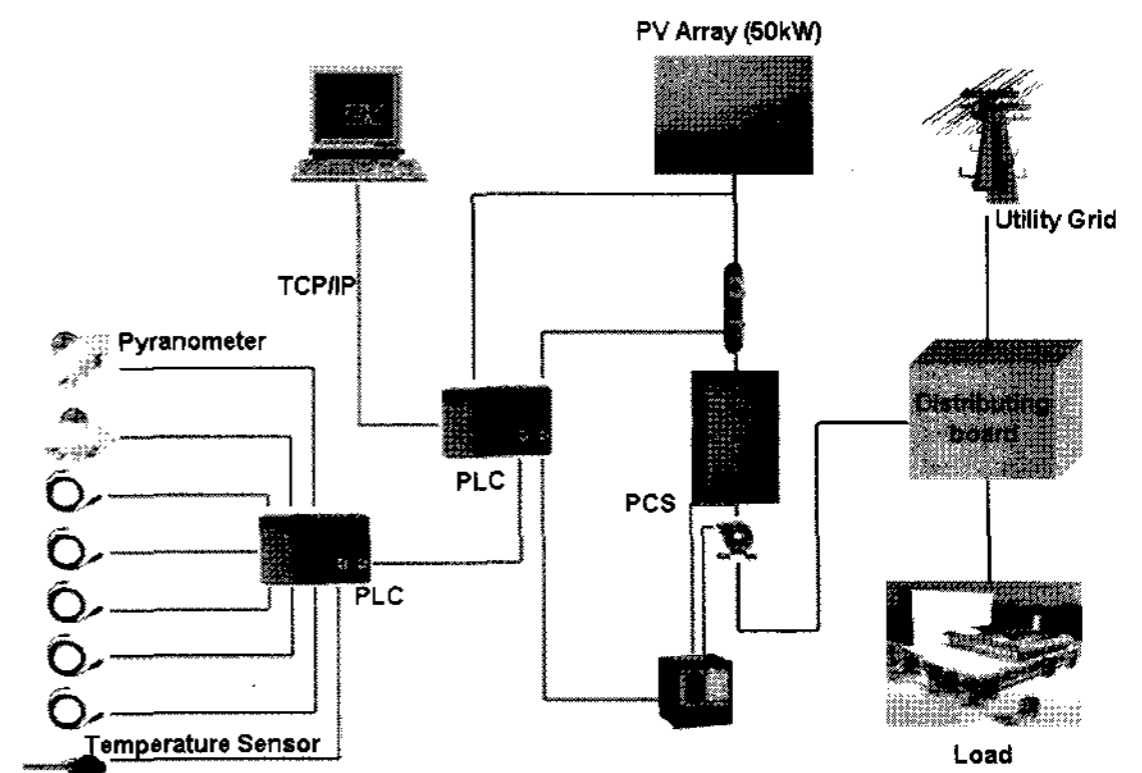 PV Array (50kW)
Utility Grid
TCP/IP
Pyranometer
Distributing
board
PLC
PCS
PLC
Temperature Sensor
Load